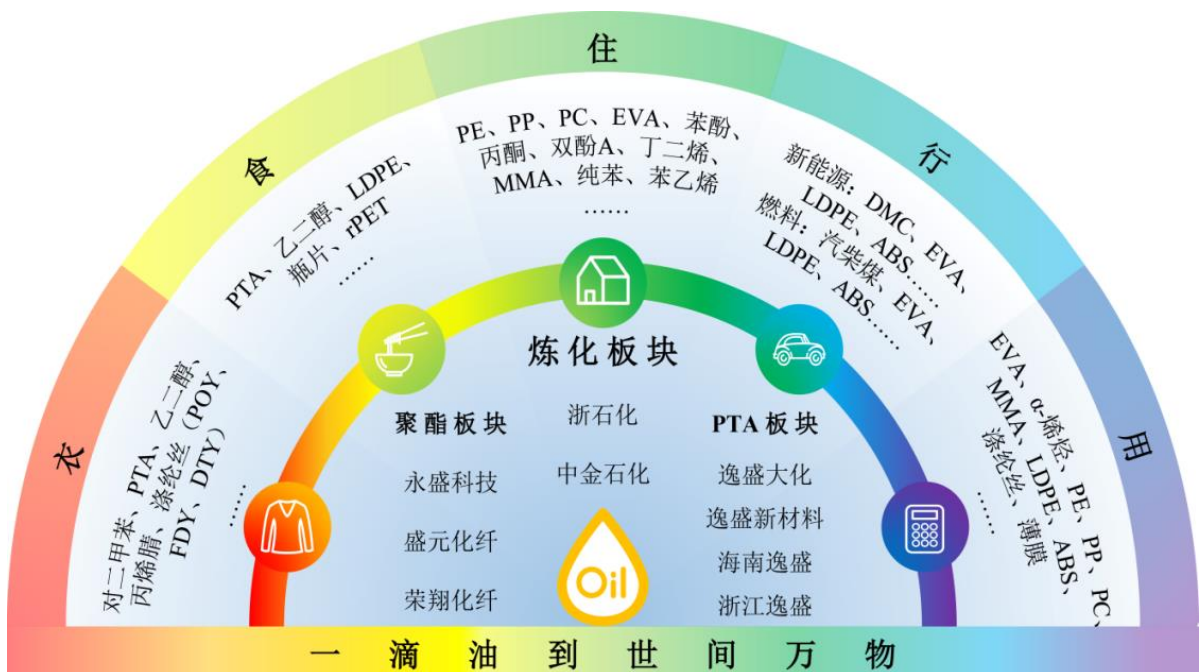 衣
食
住
行
用
对二甲苯、PTA、乙二醇、
丙烯腈、涤纶丝（POY、
FDY、DTY）
……
PTA、乙二醇、LDPE、
瓶片、rPET
……
PE、PP、PC、EVA、苯酚、
丙酮、双酚A、丁二烯、
MMA、纯苯、苯乙烯
……
新能源：DMC、EVA、
LDPE、ABS……
燃料：汽柴煤、EVA、
LDPE、ABS……
EVA、α-烯烃、PE、PP、PC、
MMA、LDPE、ABS、
涤纶丝、薄膜
……
炼化板块
浙石化
中金石化
聚酯板块
永盛科技
盛元化纤
荣翔化纤
PTA 板块
逸盛大化
逸盛新材料
海南逸盛
浙江逸盛
Oil
一滴油到世间万物